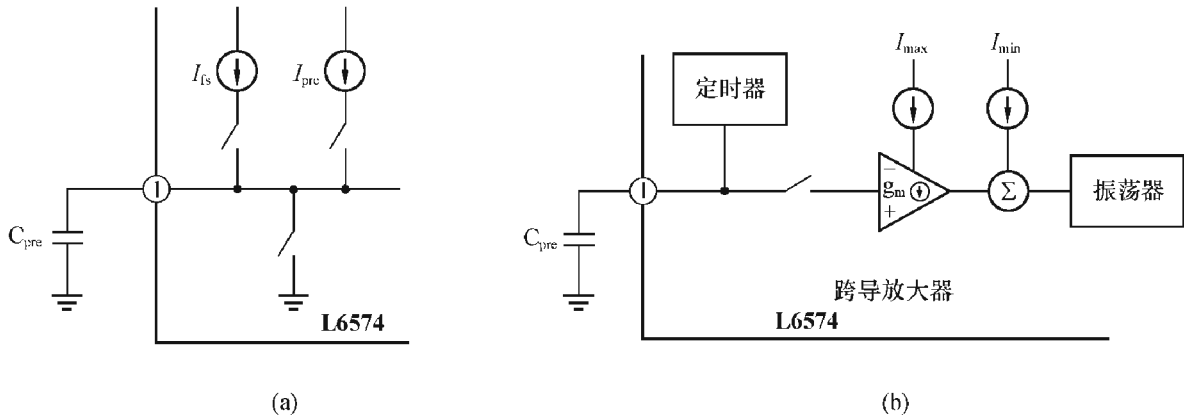 I_fs
I_pre
1
C_pre
L6574
(a)
定时器
I_max
I_min
1
−
g_m
+
Σ
振荡器
C_pre
跨导放大器
L6574
(b)